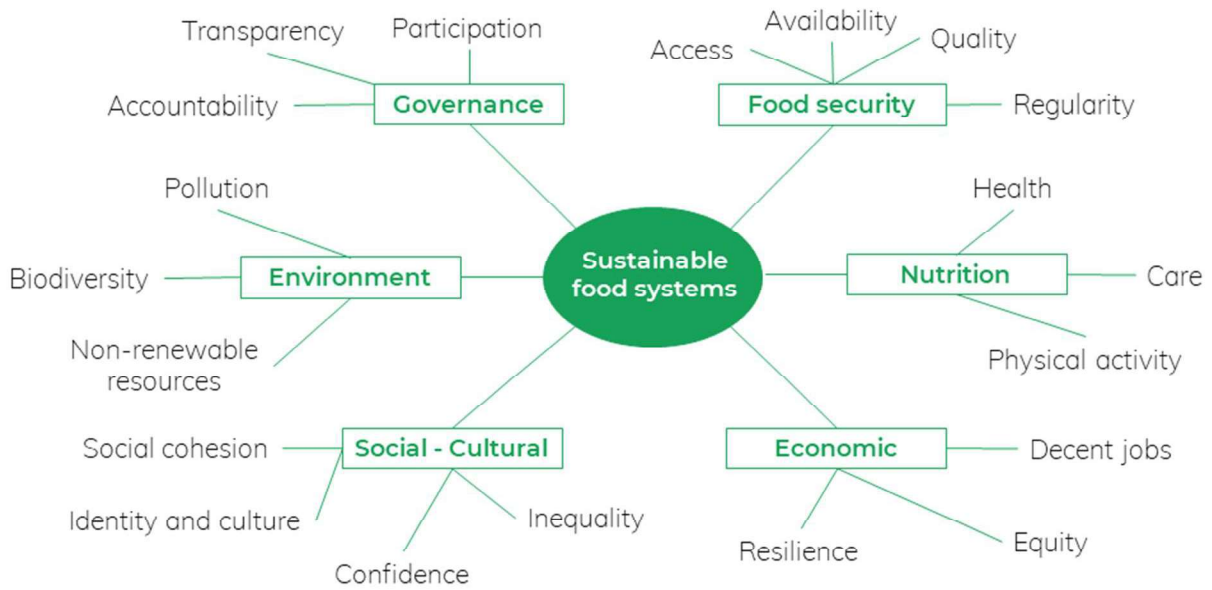 Transparency
Participation
Accountability
Governance
Access
Availability
Quality
Food security
Regularity
Pollution
Biodiversity
Environment
Non-renewable
resources
Sustainable
food systems
Health
Nutrition
Care
Physical activity
Social cohesion
Social - Cultural
Identity and culture
Confidence
Inequality
Economic
Decent jobs
Resilience
Equity